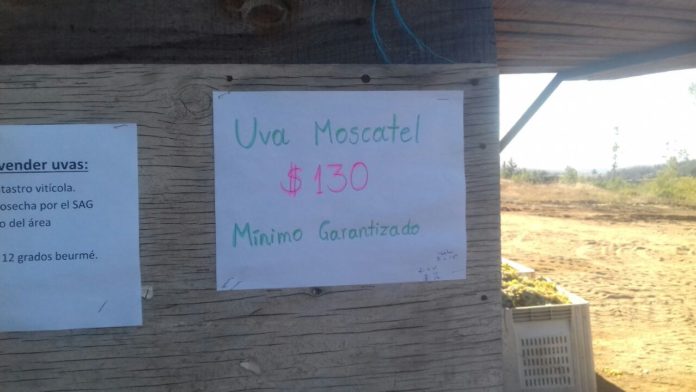 vender uvas:
tastro vitícola.
osecha por el SAG
o del área
12 grados beurmé.
Uva Moscatel
$130
Mínimo Garantizado